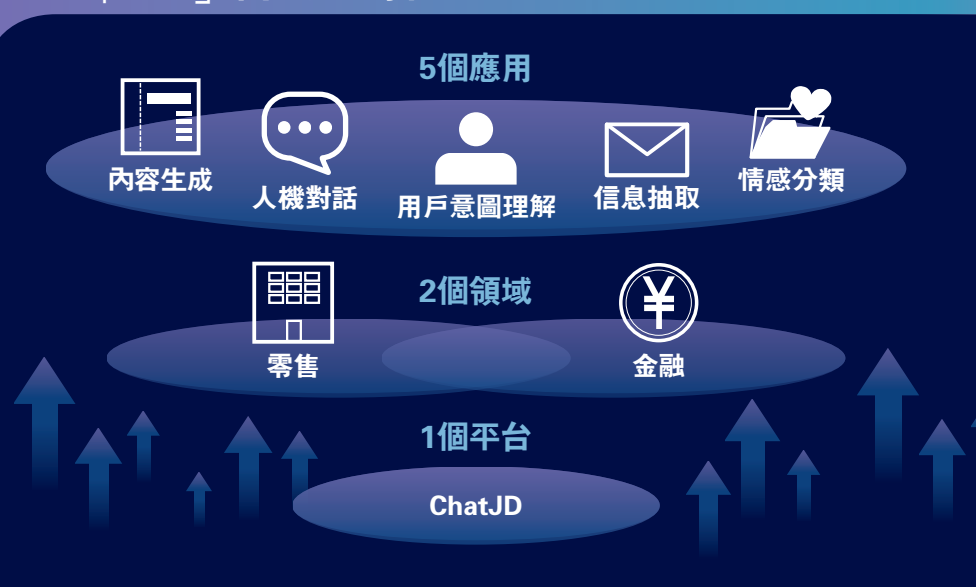 5個應用
內容生成
人機對話
用戶意圖理解
信息抽取
情感分類
2個領域
零售
金融
1個平台
ChatJD